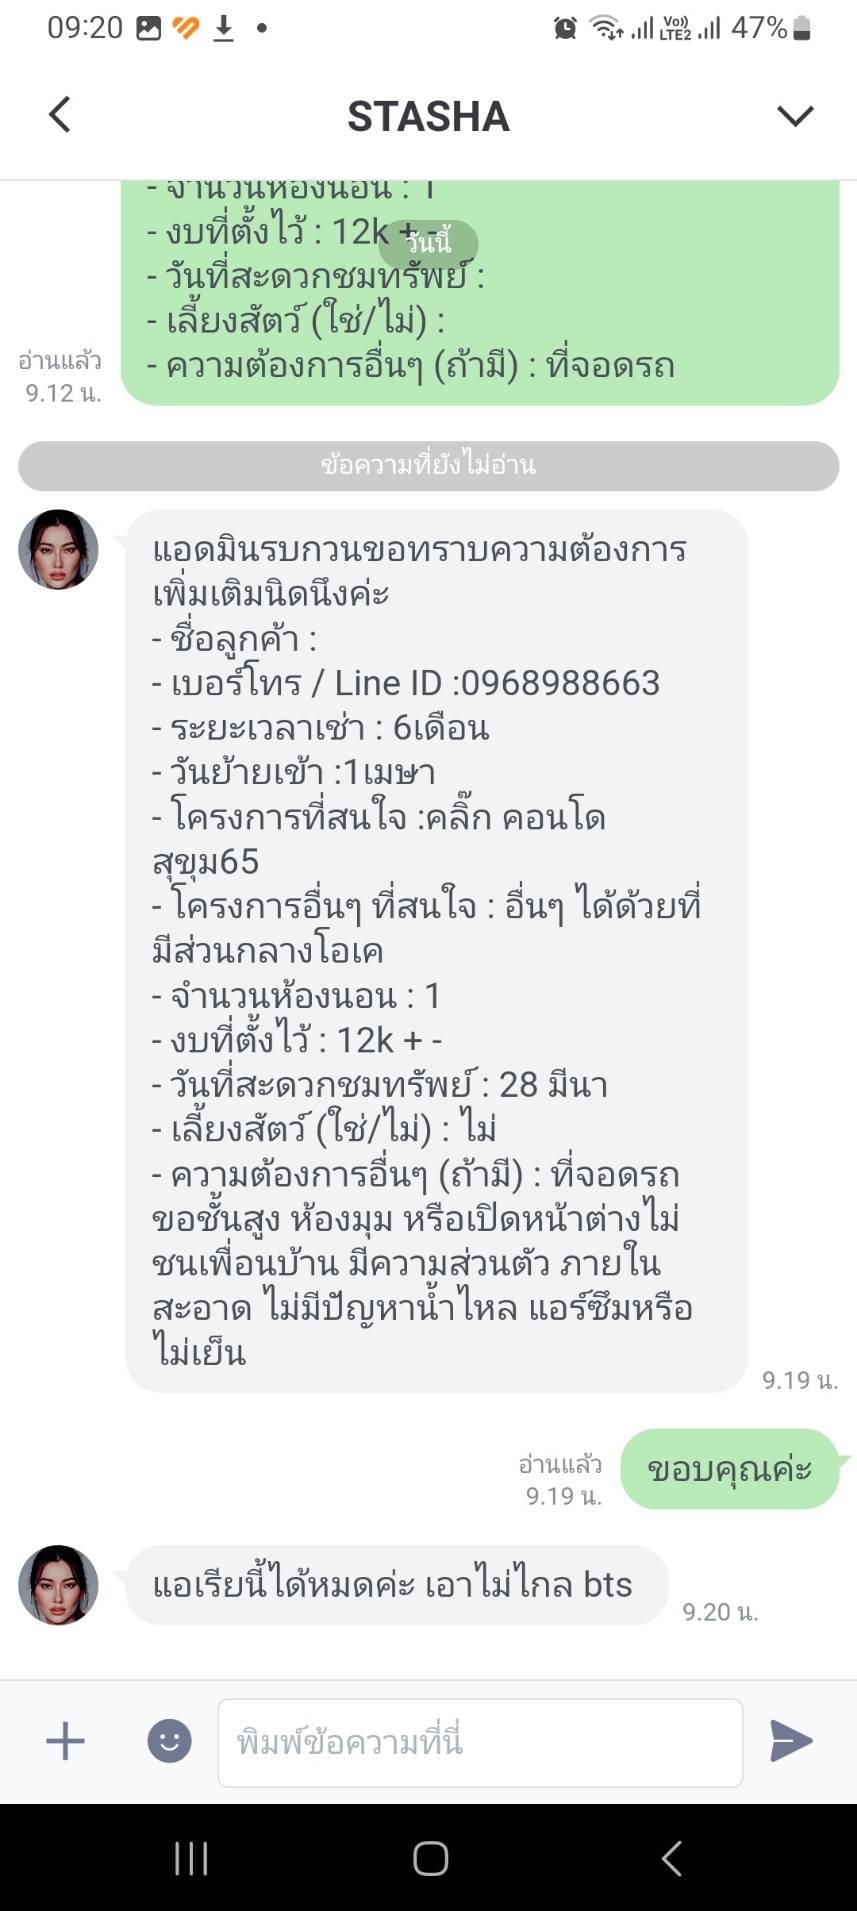 09:20
Vo))
LTE2
47%
STASHA
- จำนวนห้องนอน : 1
- งบที่ตั้งไว้ : 12k + -
วันนี้
- วันที่สะดวกชมทรัพย์ :
- เลี้ยงสัตว์ (ใช่/ไม่) :
- ความต้องการอื่นๆ (ถ้ามี) : ที่จอดรถ
อ่านแล้ว
9.12 น.
ข้อความที่ยังไม่อ่าน
แอดมินรบกวนขอทราบความต้องการ
เพิ่มเติมนิดนึงค่ะ
- ชื่อลูกค้า :
- เบอร์โทร / Line ID :0968988663
- ระยะเวลาเช่า : 6เดือน
- วันย้ายเข้า :1เมษา
- โครงการที่สนใจ :คลิ๊ก คอนโด
สุขุม65
- โครงการอื่นๆ ที่สนใจ : อื่นๆ ได้ด้วยที่
มีส่วนกลางโอเค
- จำนวนห้องนอน : 1
- งบที่ตั้งไว้ : 12k + -
- วันที่สะดวกชมทรัพย์ : 28 มีนา
- เลี้ยงสัตว์ (ใช่/ไม่) : ไม่
- ความต้องการอื่นๆ (ถ้ามี) : ที่จอดรถ
ขอชั้นสูง ห้องมุม หรือเปิดหน้าต่างไม่
ชนเพื่อนบ้าน มีความส่วนตัว ภายใน
สะอาด ไม่มีปัญหาน้ำไหล แอร์ซึมหรือ
ไม่เย็น
9.19 น.
อ่านแล้ว
9.19 น.
ขอบคุณค่ะ
แอเรียนี้ได้หมดค่ะ เอาไม่ไกล bts
9.20 น.
พิมพ์ข้อความที่นี่